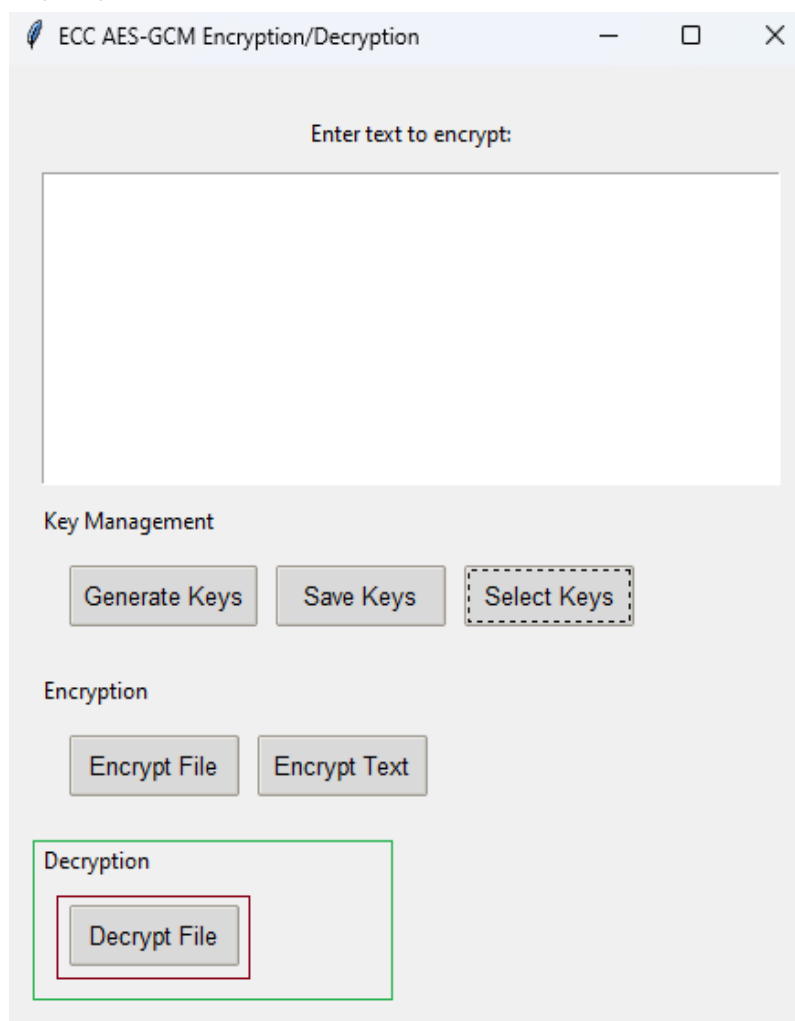 ECC AES-GCM Encryption/Decryption
Enter text to encrypt:
Key Management
Generate Keys Save Keys Select Keys
Encryption
Encrypt File Encrypt Text
Decryption
Decrypt File